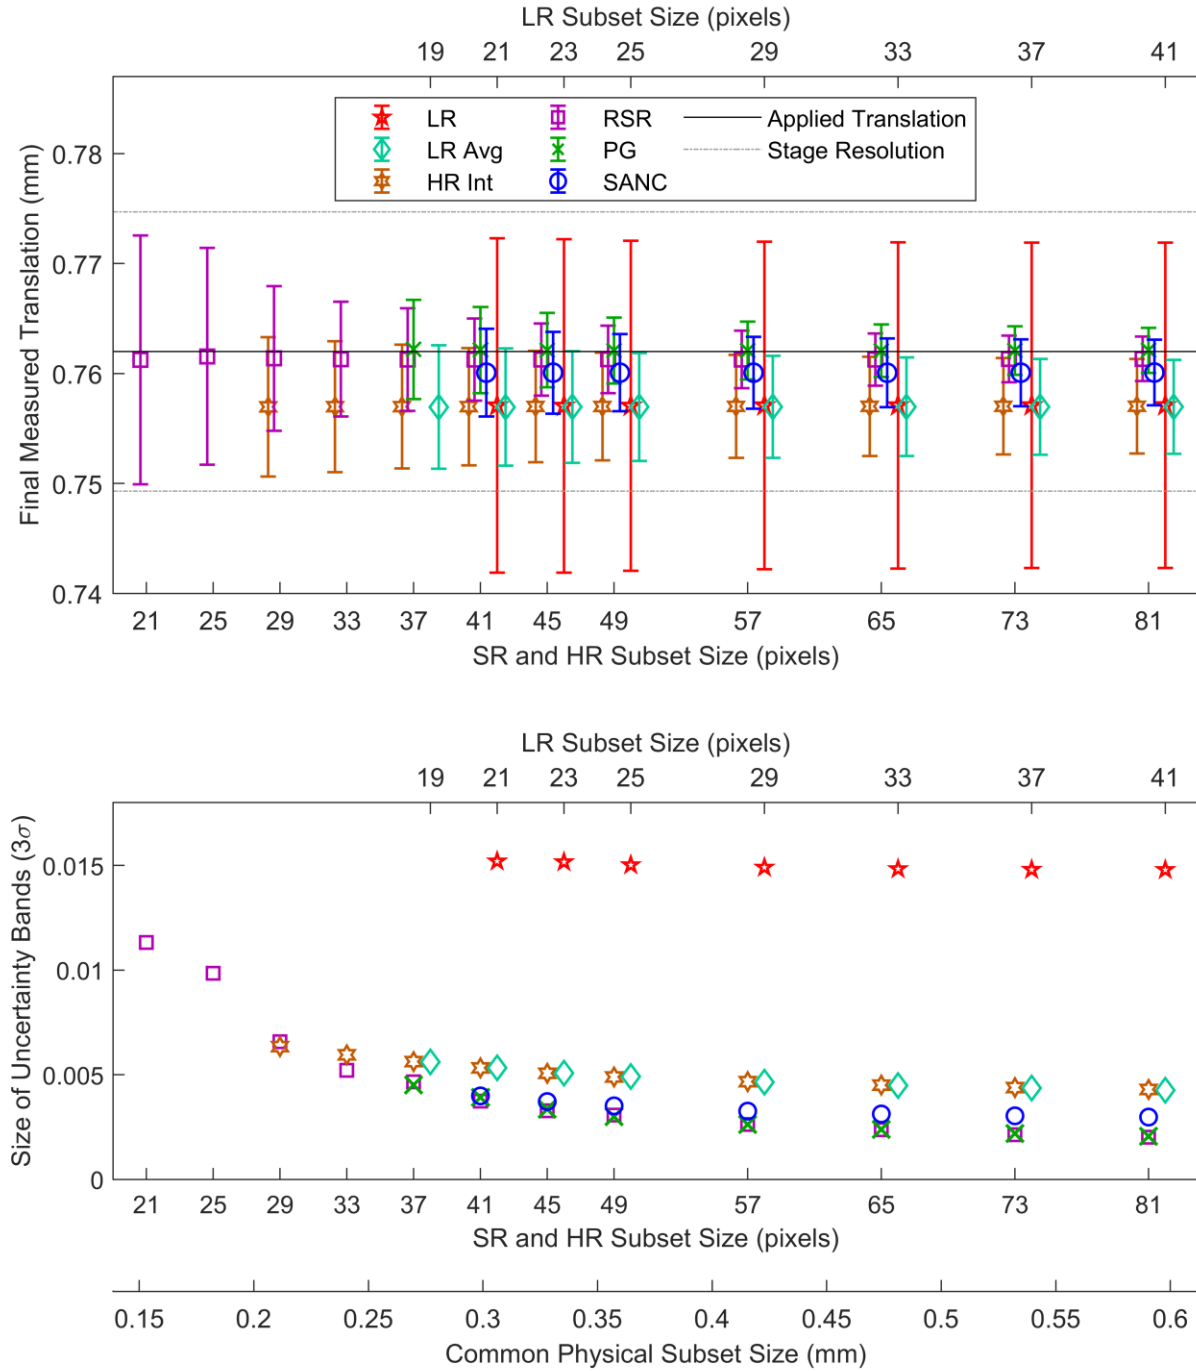 LR Subset Size (pixels)
19 21 23 25 29 33 37 41
LR RSR Applied Translation
LR Avg PG Stage Resolution
HR Int SANC
Final Measured Translation (mm)
0.78
0.77
0.76
0.75
0.74
21 25 29 33 37 41 45 49 57 65 73 81
SR and HR Subset Size (pixels)
LR Subset Size (pixels)
19 21 23 25 29 33 37 41
Size of Uncertainty Bands (3σ)
0.015
0.01
0.005
0
21 25 29 33 37 41 45 49 57 65 73 81
SR and HR Subset Size (pixels)
0.15 0.2 0.25 0.3 0.35 0.4 0.45 0.5 0.55 0.6
Common Physical Subset Size (mm)